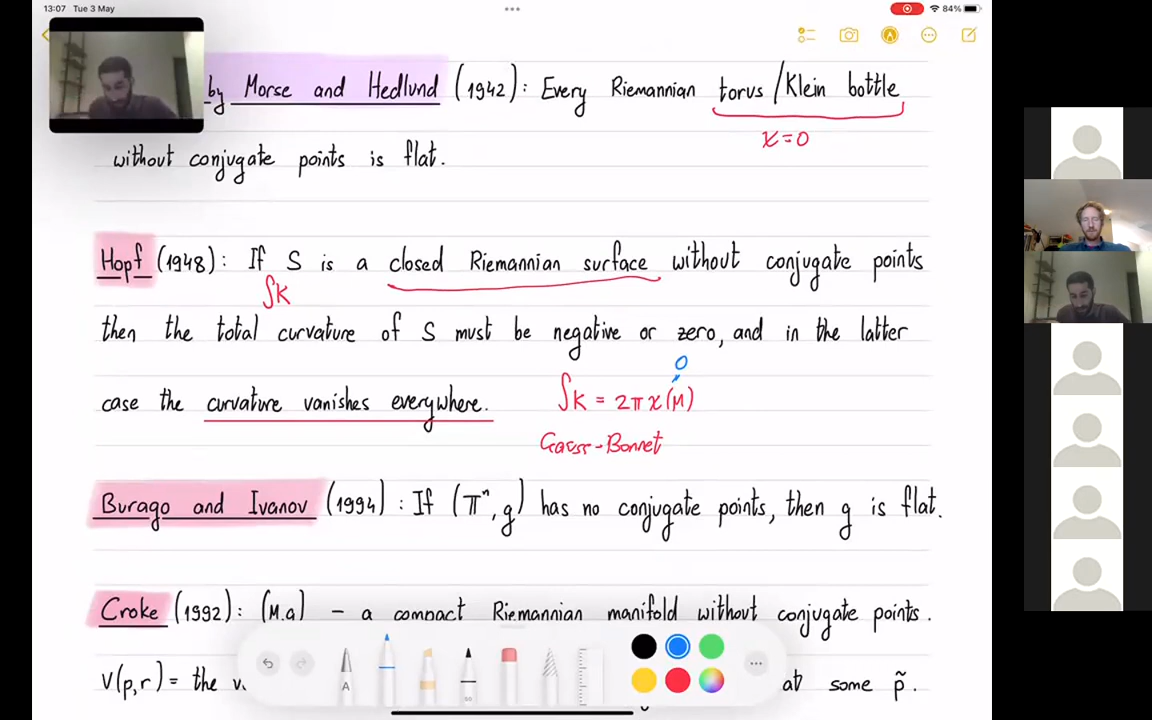 13:07 Tue 3 May
84%
by Morse and Hedlund (1942): Every Riemannian torus/Klein bottle
χ=0
without conjugate points is flat.
Hopf (1948): If S is a closed Riemannian surface without conjugate points
∫K
then the total curvature of S must be negative or zero, and in the latter
0
case the curvature vanishes everywhere. ∫K = 2πχ(M)
Gauss-Bonnet
Burago and Ivanov (1994): If (𝕋ⁿ, g) has no conjugate points, then g is flat.
Croke (1992): (M,g) - a compact Riemannian manifold without conjugate points.
V(p,r) = the at some p̃.
A
50